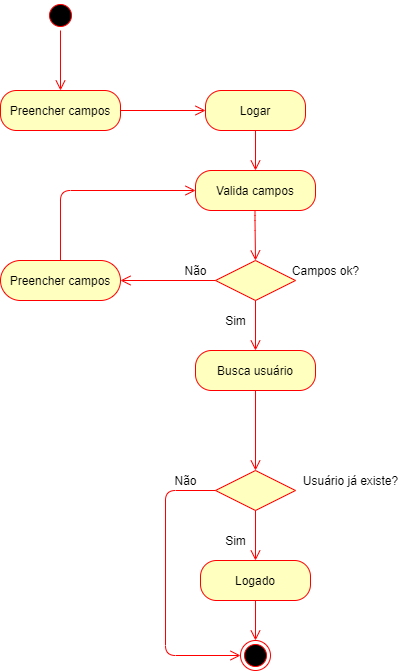 Preencher campos
Logar
Valida campos
Não
Campos ok?
Preencher campos
Sim
Busca usuário
Não
Usuário já existe?
Sim
Logado